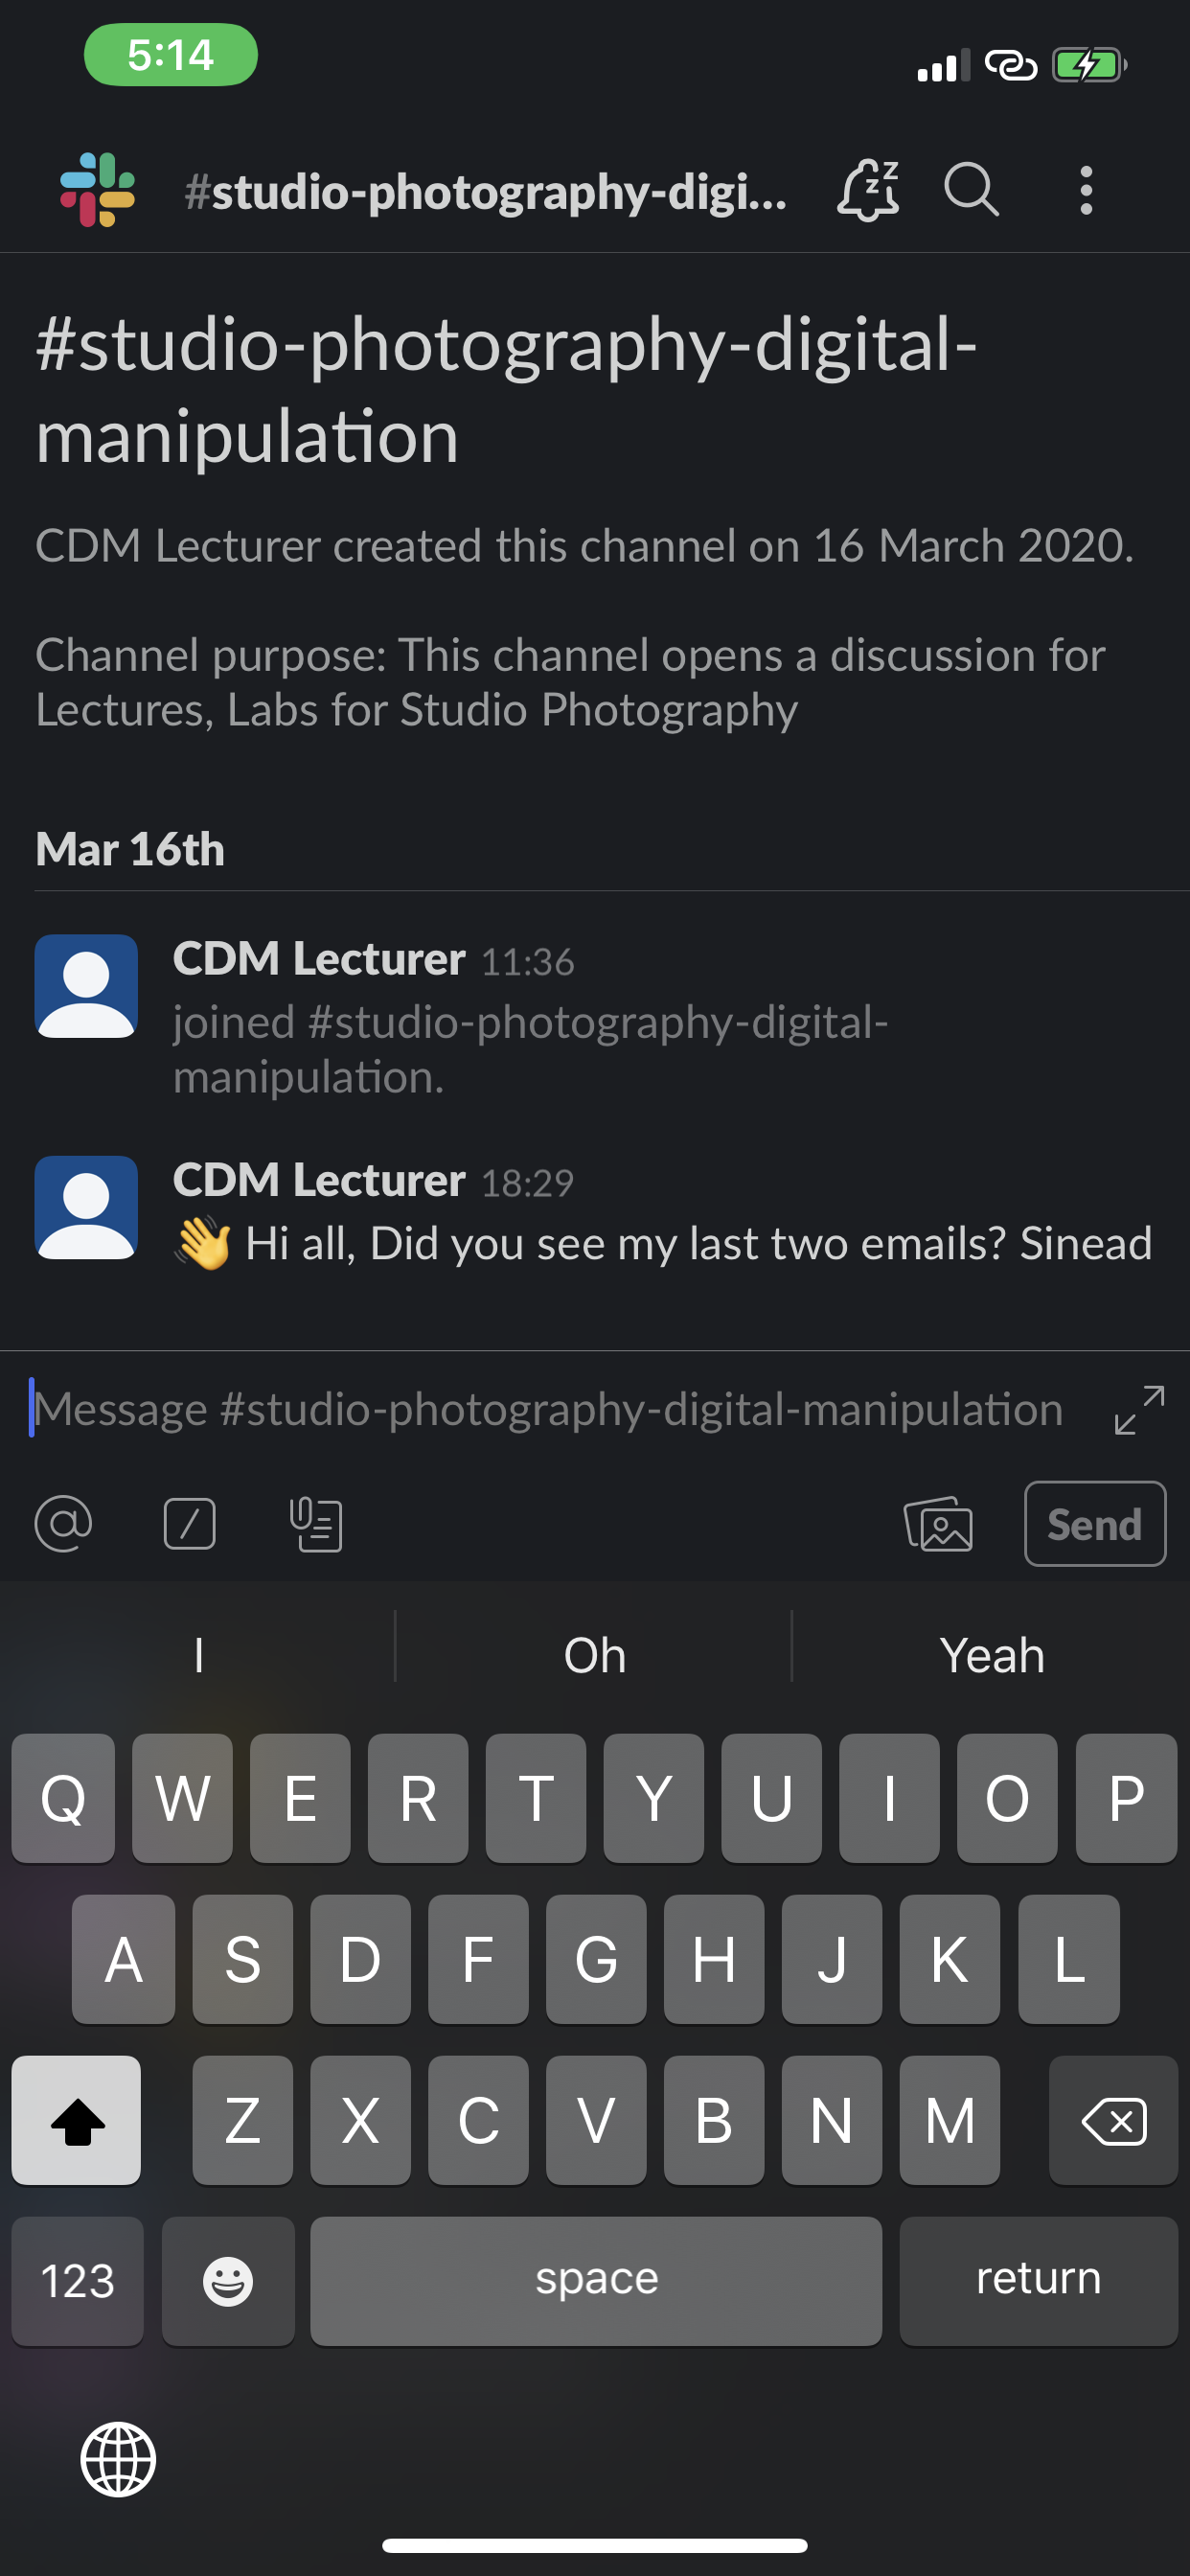 5:14
#studio-photography-digi...
#studio-photography-digital-
manipulation
CDM Lecturer created this channel on 16 March 2020.
Channel purpose: This channel opens a discussion for
Lectures, Labs for Studio Photography
Mar 16th
CDM Lecturer 11:36
joined #studio-photography-digital-
manipulation.
CDM Lecturer 18:29
👋 Hi all, Did you see my last two emails? Sinead
Message #studio-photography-digital-manipulation
Send
I Oh Yeah
Q W E R T Y U I O P
A S D F G H J K L
Z X C V B N M
123 space return